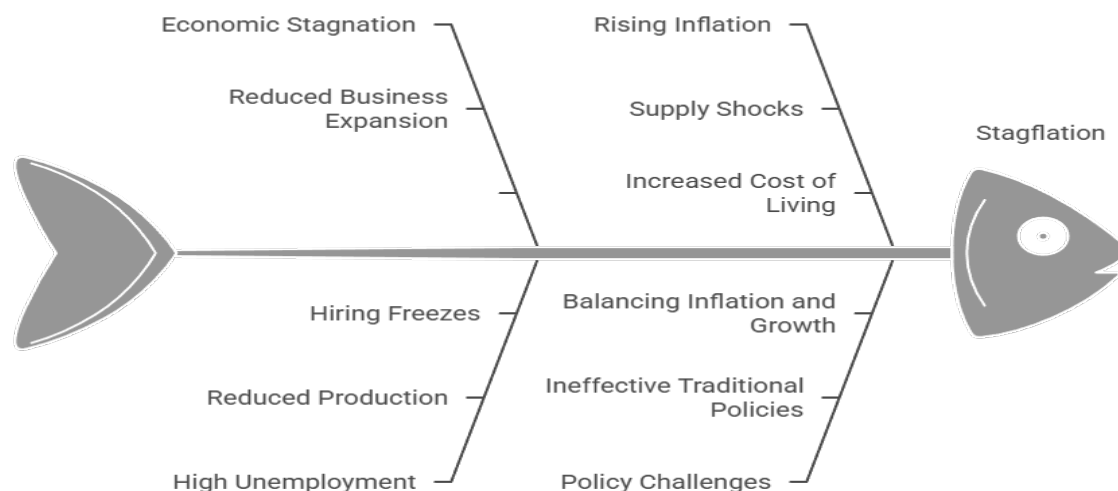 Economic Stagnation
Reduced Business
Expansion
Rising Inflation
Supply Shocks
Increased Cost of
Living
Stagflation
Hiring Freezes
Reduced Production
High Unemployment
Balancing Inflation and
Growth
Ineffective Traditional
Policies
Policy Challenges